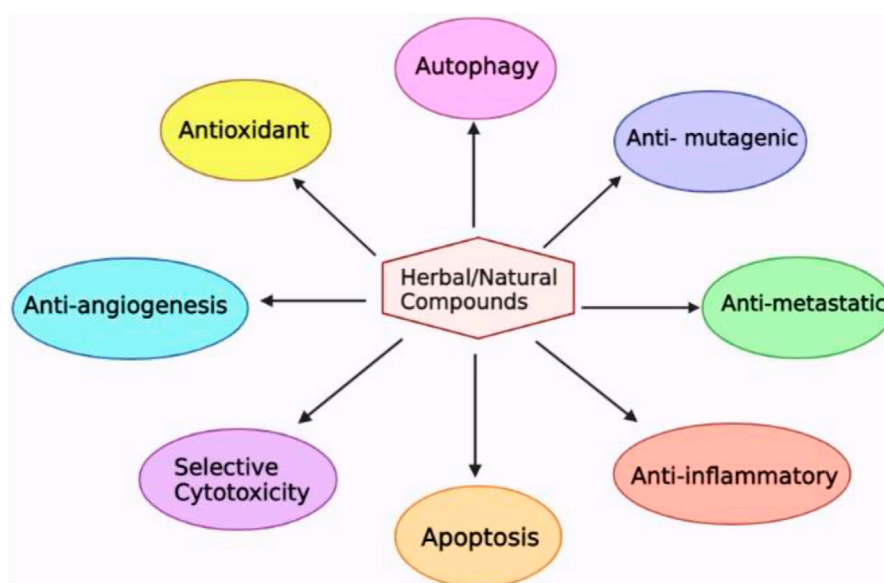 Autophagy
Antioxidant
Anti- mutagenic
Herbal/Natural
Compounds
Anti-angiogenesis
Anti-metastatic
Selective
Cytotoxicity
Anti-inflammatory
Apoptosis